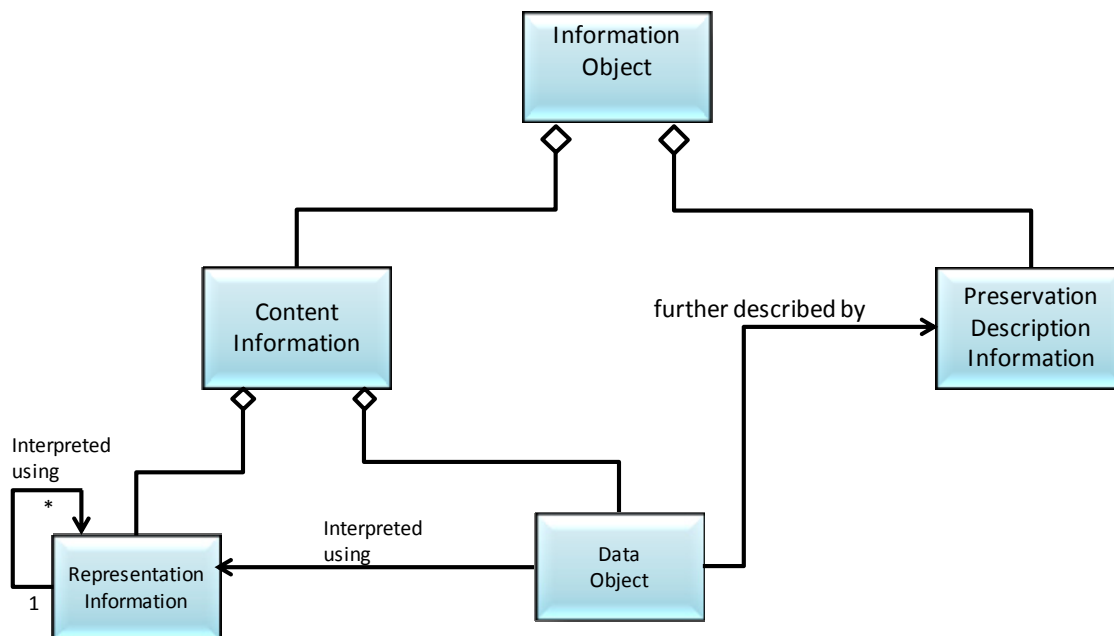 Information
Object
Content
Information
further described by
Preservation
Description
Information
Interpreted
using
*
Interpreted
using
Representation
Information
1
Data
Object